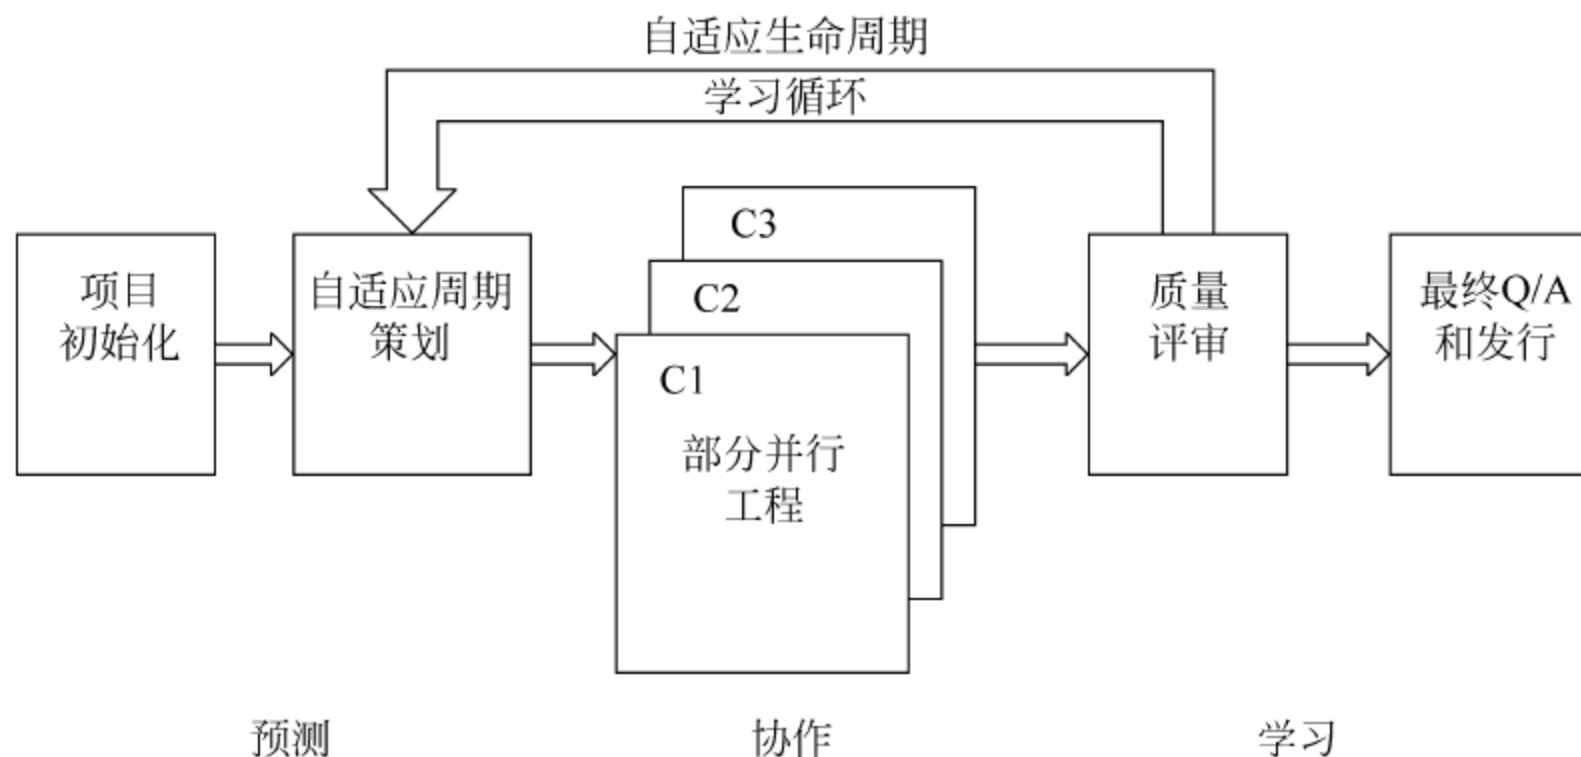 自适应生命周期
学习循环
项目
初始化
自适应周期
策划
C3
C2
C1
部分并行
工程
质量
评审
最终Q/A
和发行
预测
协作
学习